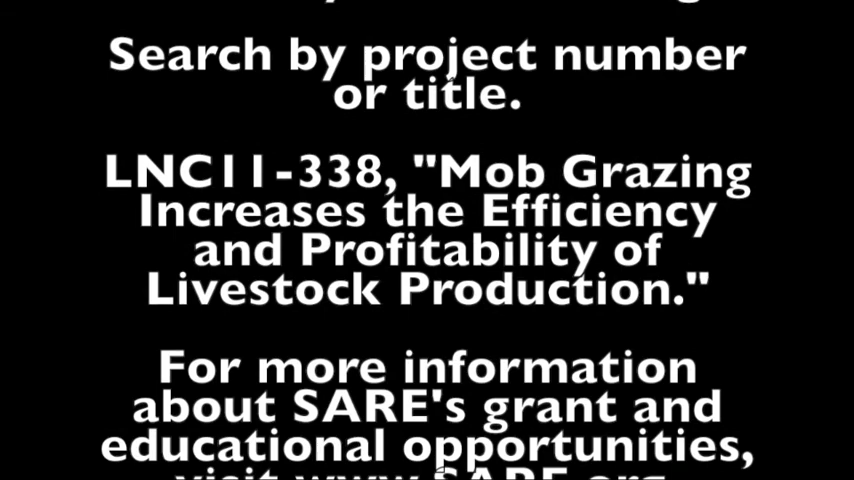 Search by project number
or title.
LNC11-338, "Mob Grazing
Increases the Efficiency
and Profitability of
Livestock Production."
For more information
about SARE's grant and
educational opportunities,
visit www.SARE.org